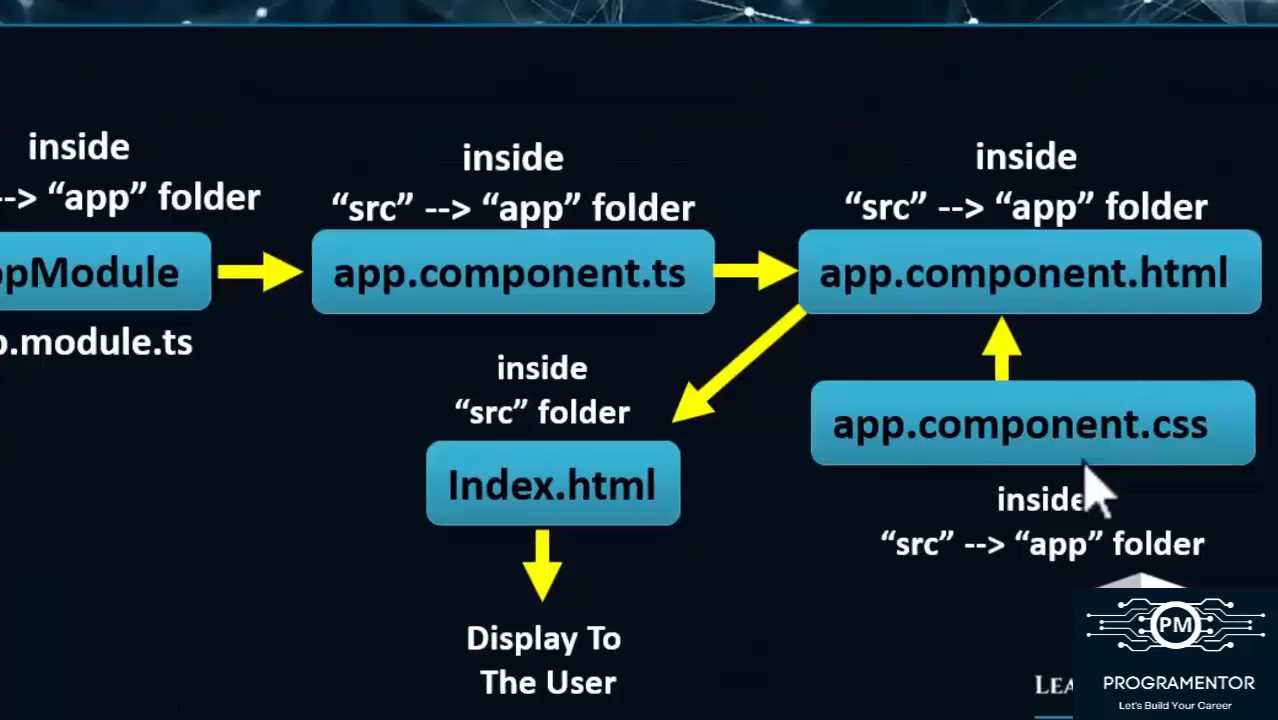 inside
--> “app” folder
pModule
.module.ts
inside
“src” --> “app” folder
app.component.ts
inside
“src” --> “app” folder
app.component.html
inside
“src” folder
Index.html
Display To
The User
app.component.css
inside
“src” --> “app” folder
LEA
PM
PROGRAMENTOR
Let's Build Your Career